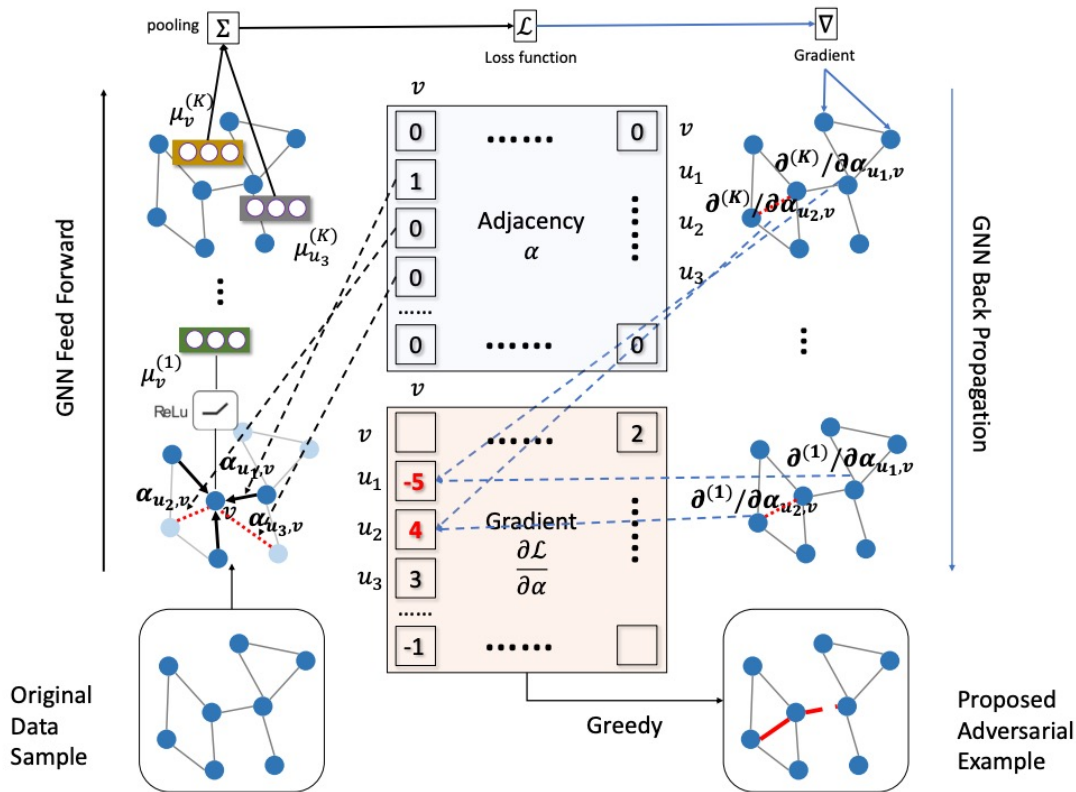 pooling
Σ
ℒ
∇
Loss function
Gradient
GNN Feed Forward
μ_v^(K)
μ_{u_3}^(K)
⋮
μ_v^(1)
ReLu
α_{u_1,v}
α_{u_2,v}
v
α_{u_3,v}
v
0 ...... 0 v
1 u_1
0 u_2
0 u_3
......
0 ...... 0
Adjacency
α
v
v ...... 2
u_1 -5
u_2 4
u_3 3
......
-1 ......
Gradient
∂ℒ
∂α
∂^(K)/∂α_{u_1,v}
∂^(K)/∂α_{u_2,v}
⋮
∂^(1)/∂α_{u_1,v}
∂^(1)/∂α_{u_2,v}
GNN Back Propagation
Original
Data
Sample
Greedy
Proposed
Adversarial
Example